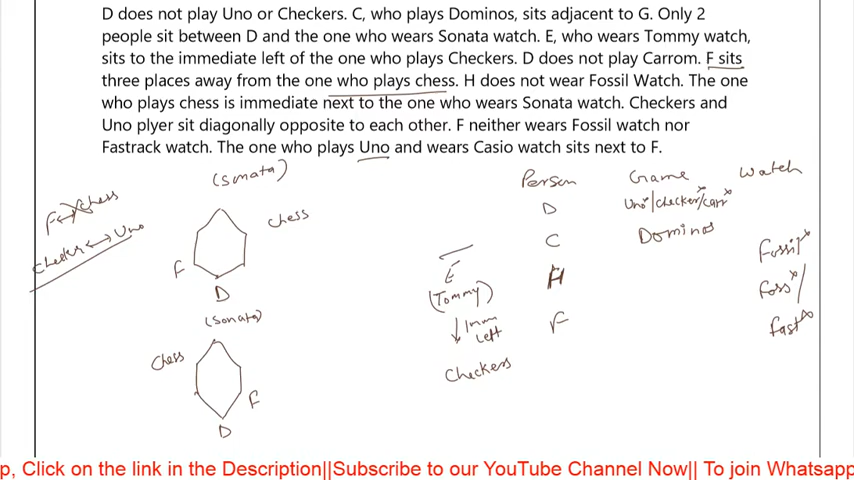 D does not play Uno or Checkers. C, who plays Dominos, sits adjacent to G. Only 2
people sit between D and the one who wears Sonata watch. E, who wears Tommy watch,
sits to the immediate left of the one who plays Checkers. D does not play Carrom. F sits
three places away from the one who plays chess. H does not wear Fossil Watch. The one
who plays chess is immediate next to the one who wears Sonata watch. Checkers and
Uno plyer sit diagonally opposite to each other. F neither wears Fossil watch nor
Fastrack watch. The one who plays Uno and wears Casio watch sits next to F.
(Sonata)
Person Game Watch
F↔chess
chess
D Uno×/checker×/carr×
Checker↔Uno
C Dominos
F
E H Fossil×
(Tommy) Foss×/
D
(Sonata)
↓Imm left F fast×
chess
Checkers
F
D
p, Click on the link in the Description||Subscribe to our YouTube Channel Now|| To join Whatsapp